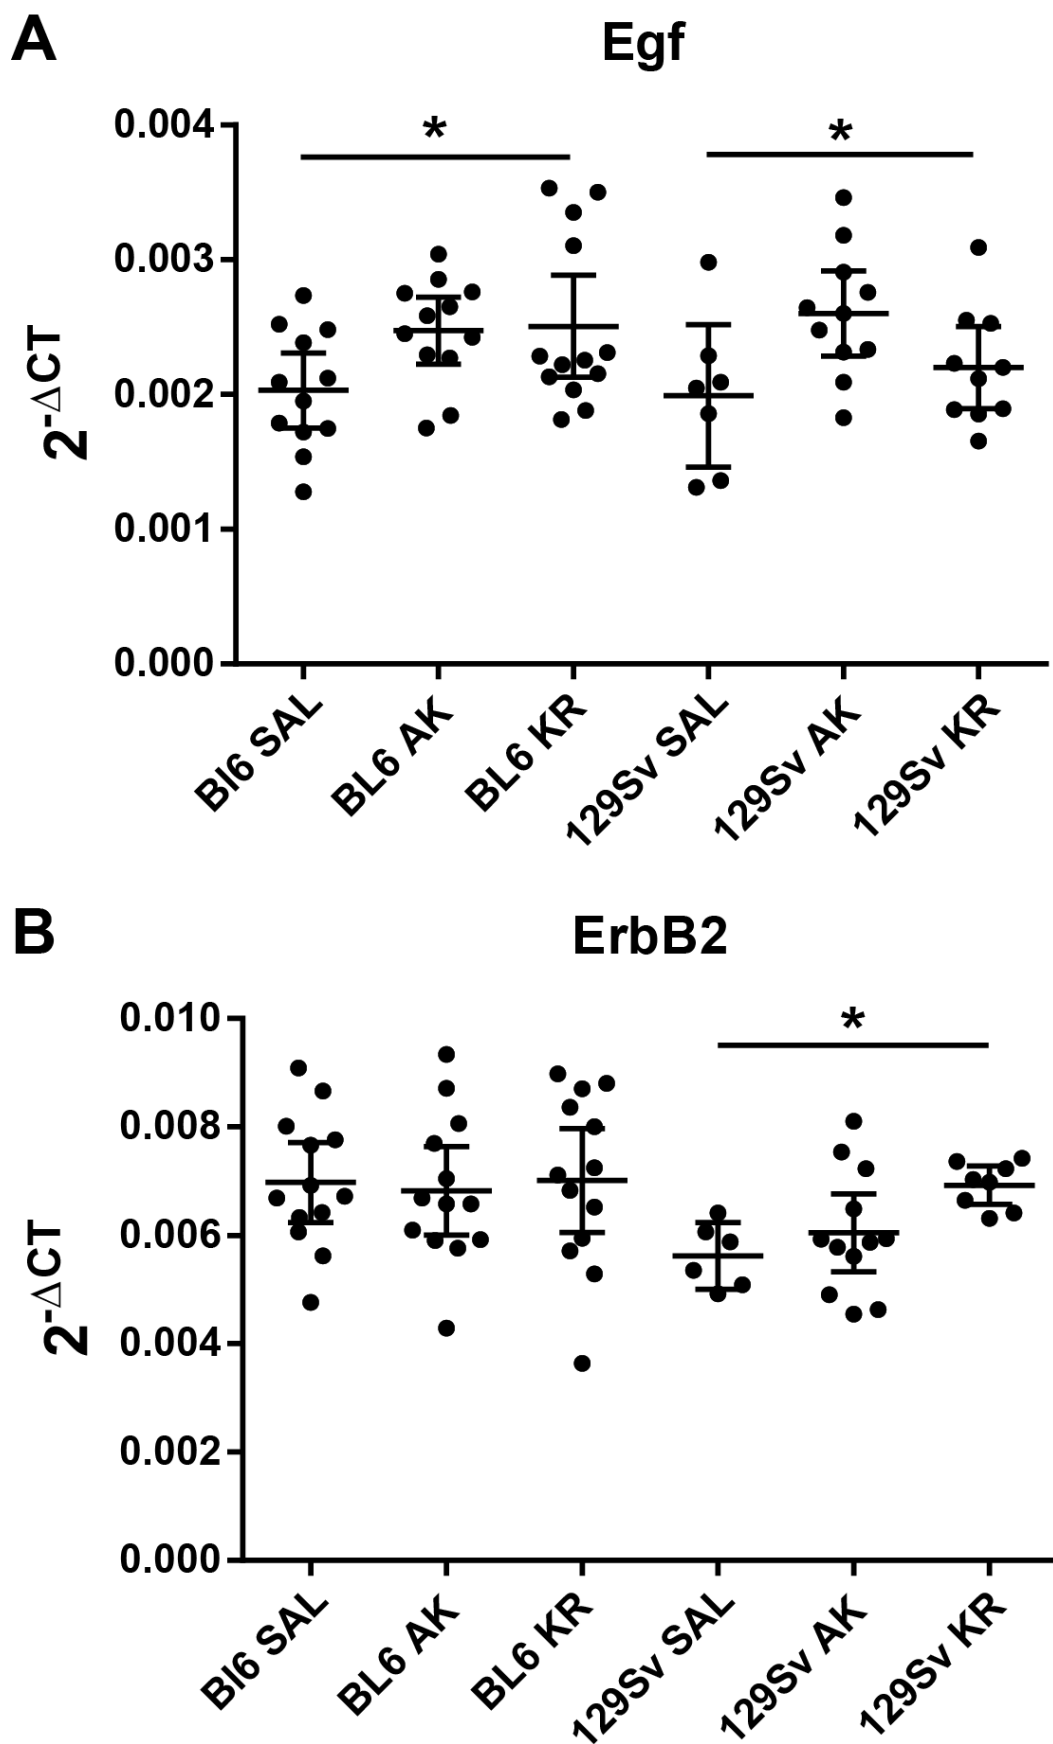 A
Egf
0.004
0.003
0.002
0.001
0.000
2-ΔCT
*
*
Bl6 SAL
BL6 AK
BL6 KR
129Sv SAL
129Sv AK
129Sv KR
B
ErbB2
0.010
0.008
0.006
0.004
0.002
0.000
2-ΔCT
*
Bl6 SAL
BL6 AK
BL6 KR
129Sv SAL
129Sv AK
129Sv KR